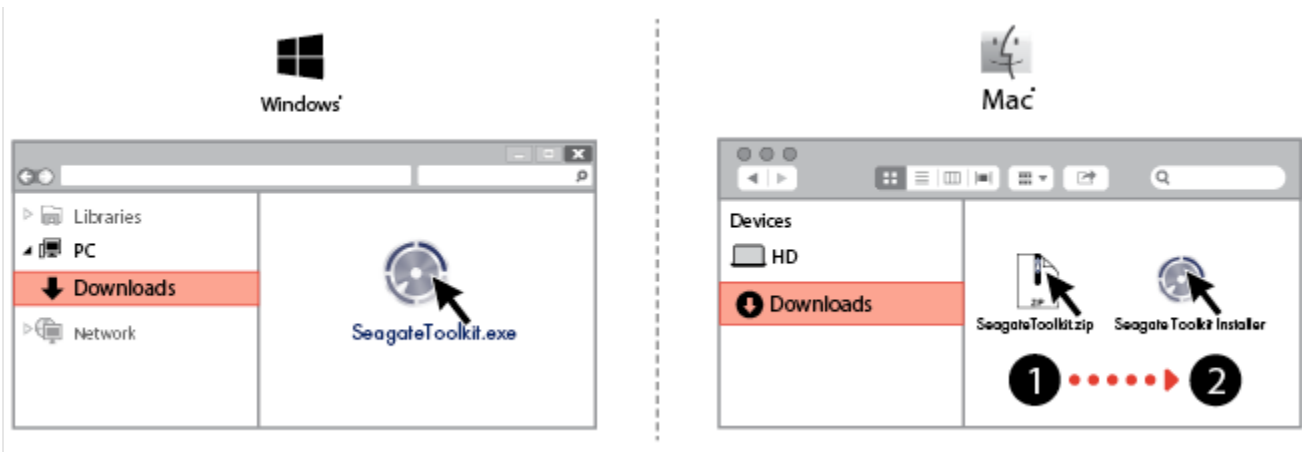 Windows
Libraries
PC
Downloads
Network
SeagateToolkit.exe
Mac
Devices
HD
Downloads
ZIP
SeagateToolkit.zip
Seagate Toolkit Installer
1
2